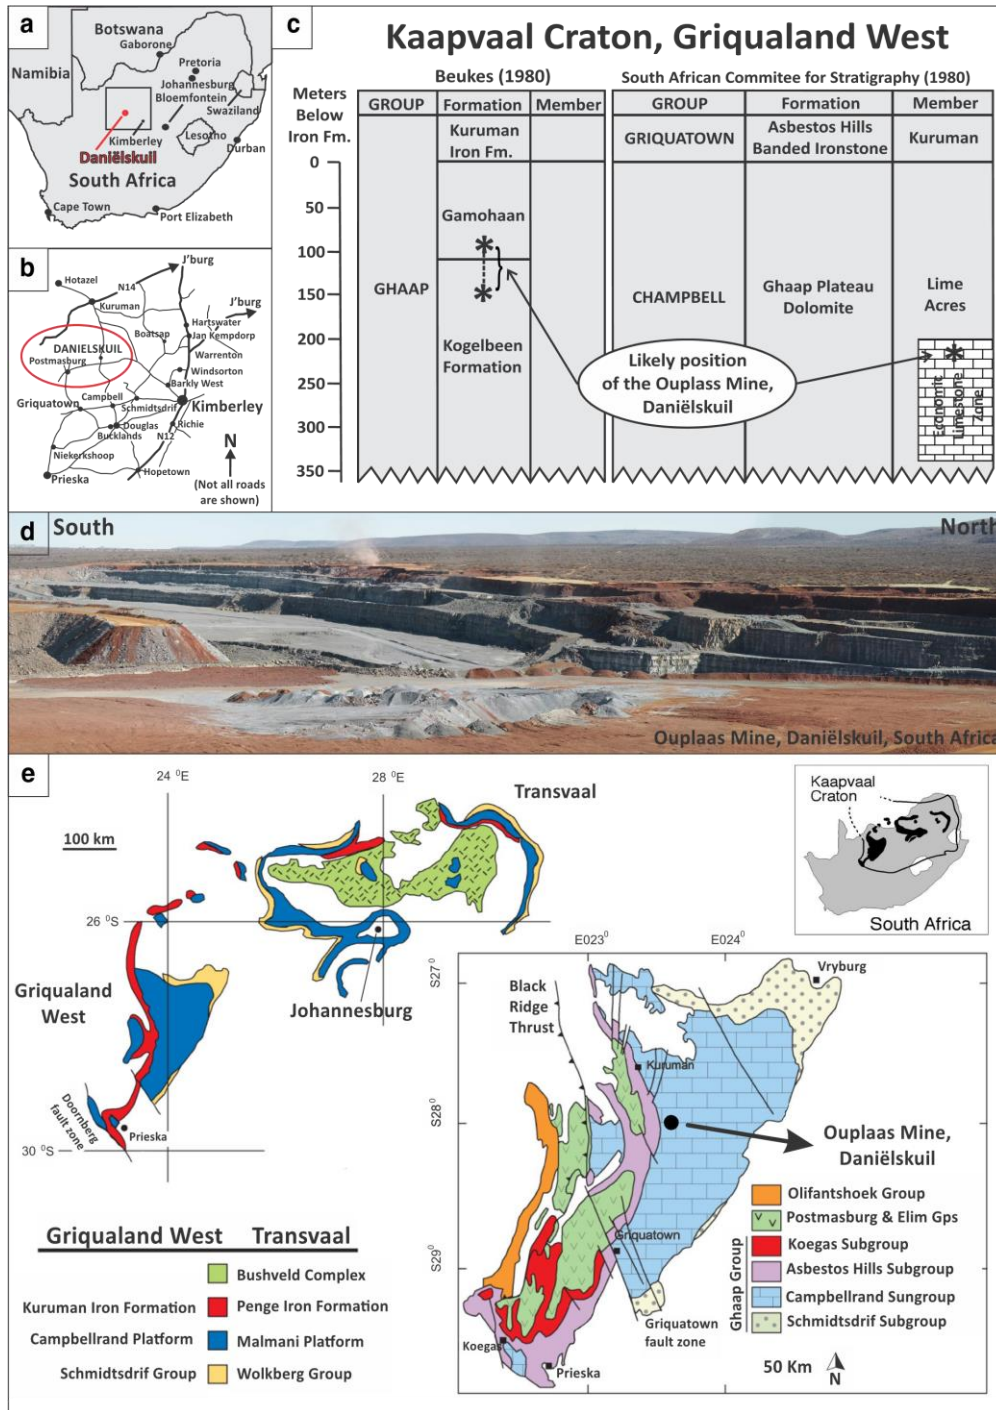 a
Botswana
Gaborone
Namibia
Pretoria
Johannesburg
Bloemfontein
Swaziland
Kimberley
Lesotho
Durban
Daniëlskuil
South Africa
Cape Town
Port Elizabeth
b
J'burg
Hotazel
N14
Kuruman
J'burg
Hartswater
Boatsap
Jan Kempdorp
DANIELSKUIL
Warrenton
Postmasburg
Windsorton
Barkly West
Campbell
Griquatown
Schmidtsdrif
Kimberley
Douglas
Richie
Bucklands
N12
N
Niekerkshoop
Prieska
Hopetown
(Not all roads
are shown)
c
Kaapvaal Craton, Griqualand West
Beukes (1980)
South African Commitee for Stratigraphy (1980)
Meters
Below
Iron Fm.
GROUP
Formation
Member
GROUP
Formation
Member
Kuruman
Iron Fm.
GRIQUATOWN
Asbestos Hills
Banded Ironstone
Kuruman
0
50
100
150
200
250
300
350
GHAAP
Gamohaan
*
*
Kogelbeen
Formation
CHAMPBELL
Ghaap Plateau
Dolomite
Lime
Acres
*
Economic
Limestone
Zone
Likely position
of the Ouplass Mine,
Daniëlskuil
d
South
North
Ouplaas Mine, Daniëlskuil, South Africa
e
24 °E
28 °E
Transvaal
100 km
26 °S
Griqualand
West
Johannesburg
Doornberg
fault zone
Prieska
30 °S
Kaapvaal
Craton
South Africa
E023⁰
E024⁰
S27⁰
S28⁰
S29⁰
Black
Ridge
Thrust
Vryburg
Kuruman
Ouplaas Mine,
Daniëlskuil
Griquatown
Griquatown
fault zone
Koegas
Prieska
Olifantshoek Group
Postmasburg & Elim Gps
Ghaap Group
Koegas Subgroup
Asbestos Hills Subgroup
Campbellrand Sungroup
Schmidtsdrif Subgroup
50 Km
N
Griqualand West
Transvaal
Bushveld Complex
Kuruman Iron Formation
Penge Iron Formation
Campbellrand Platform
Malmani Platform
Schmidtsdrif Group
Wolkberg Group